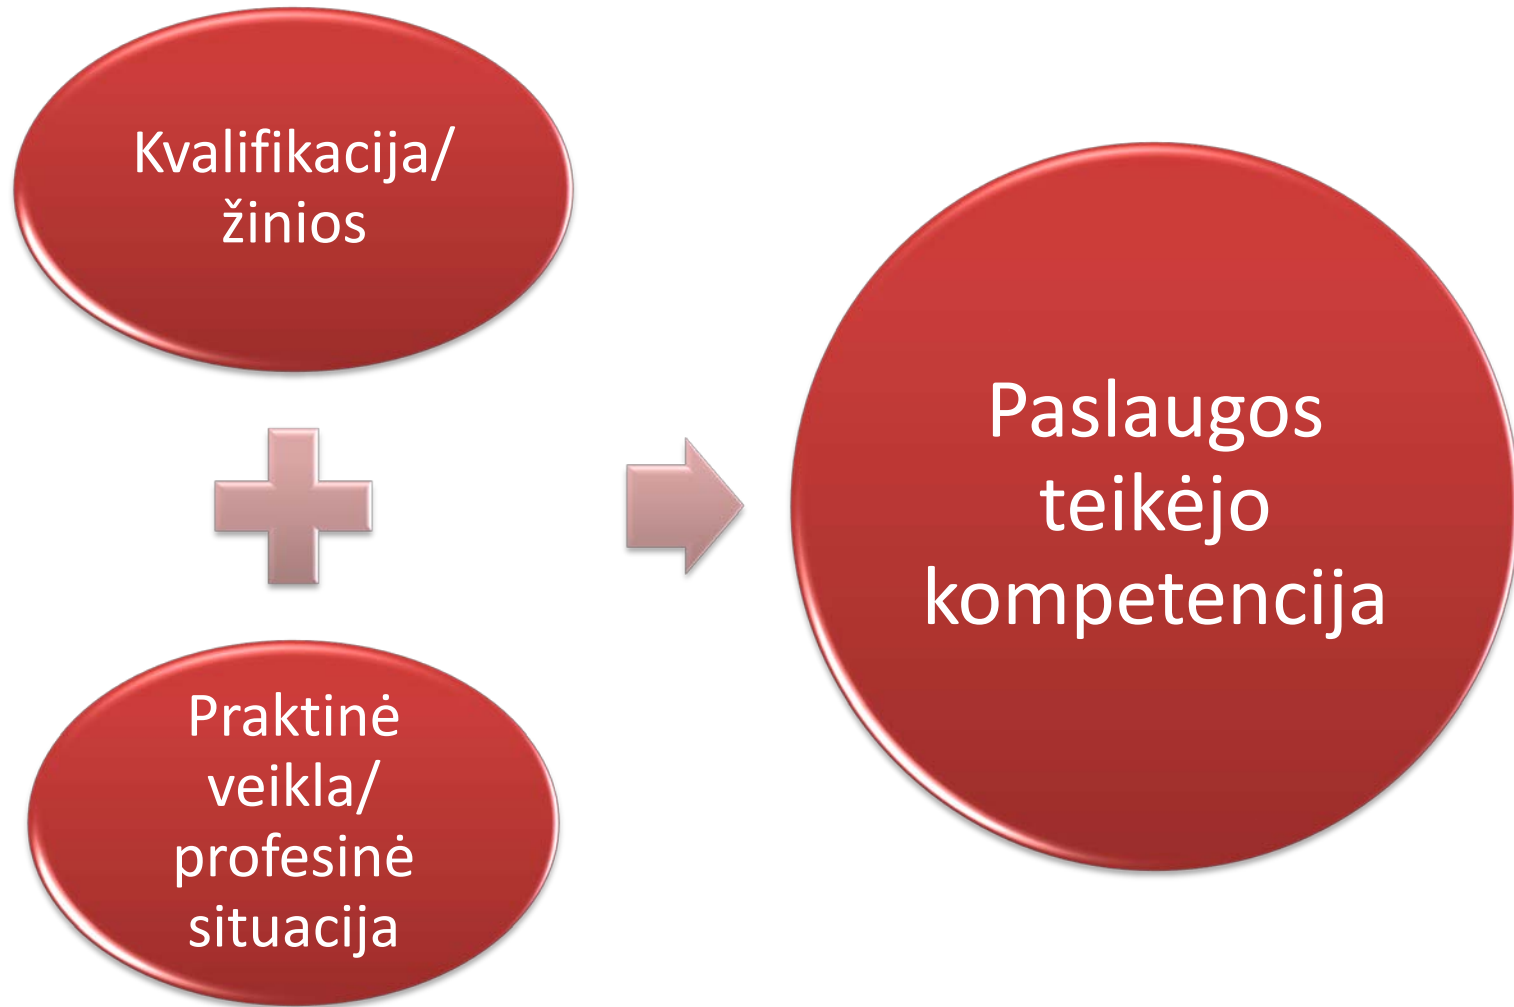 Kvalifikacija/
žinios
Praktinė
veikla/
profesinė
situacija
Paslaugos
teikėjo
kompetencija